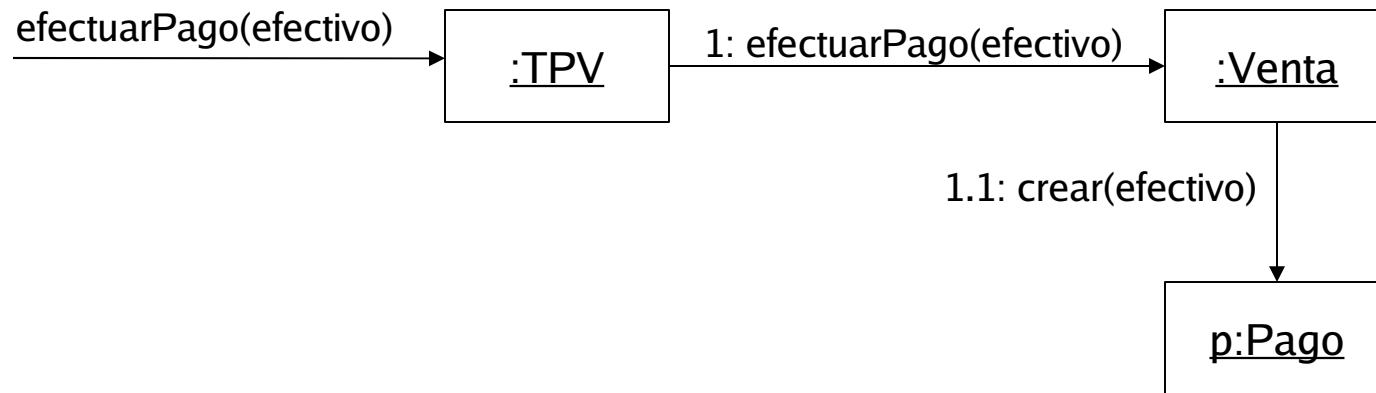 efectuarPago(efectivo)
:TPV
1: efectuarPago(efectivo)
:Venta
1.1: crear(efectivo)
p:Pago